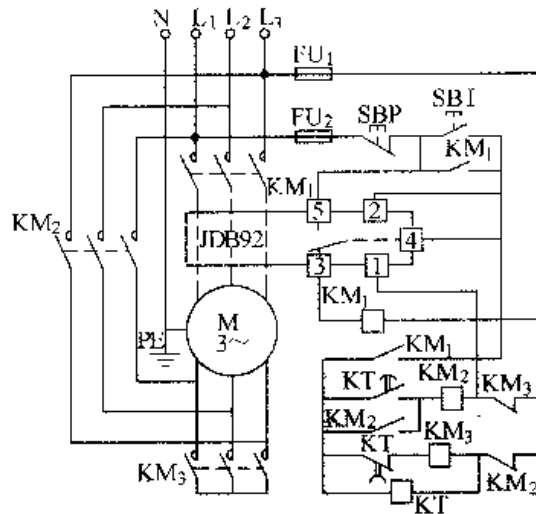 N L₁ L₂ L₃
FU₁
FU₂ SBP SBI
KM₁
KM₁
KM₂
5 2
JDB92 4
3 1
KM₁
M
3～
PE
KM₁
KT KM₂ KM₃
KM₂
KT KM₃
KM₃
KM₂
KT